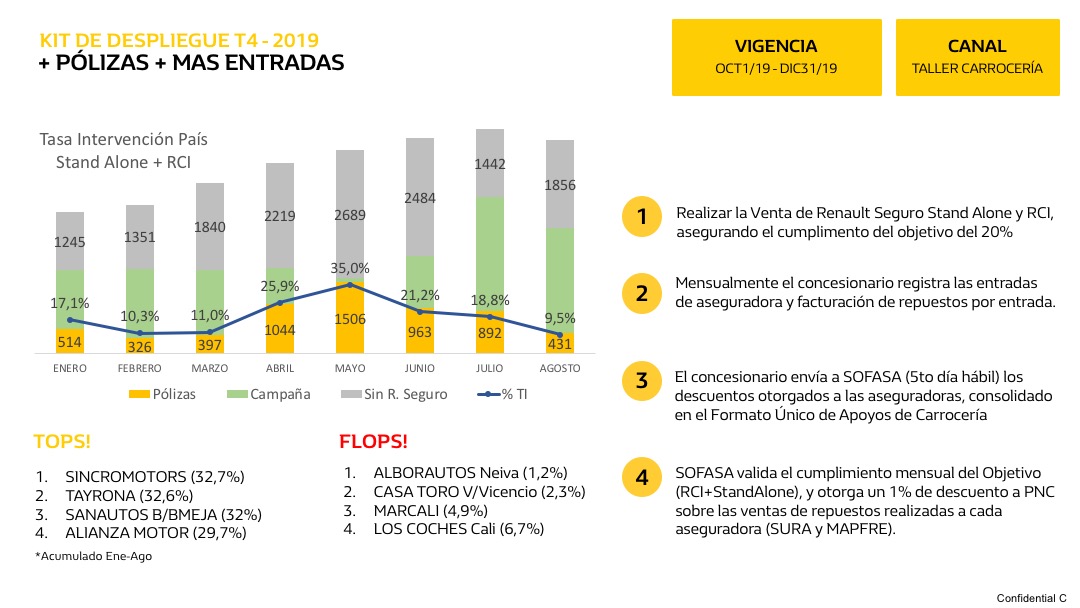 KIT DE DESPLIEGUE T4 - 2019
+ PÓLIZAS + MAS ENTRADAS
VIGENCIA
OCT1/19 - DIC31/19
CANAL
TALLER CARROCERÍA
Tasa Intervención País
Stand Alone + RCI
1245
1351
1840
2219
2689
2484
1442
1856
17,1%
10,3%
11,0%
25,9%
35,0%
21,2%
18,8%
9,5%
514
326
397
1044
1506
963
892
431
ENERO
FEBRERO
MARZO
ABRIL
MAYO
JUNIO
JULIO
AGOSTO
Pólizas
Campaña
Sin R. Seguro
% TI
TOPS!
1. SINCROMOTORS (32,7%)
2. TAYRONA (32,6%)
3. SANAUTOS B/BMEJA (32%)
4. ALIANZA MOTOR (29,7%)
*Acumulado Ene-Ago
FLOPS!
1. ALBORAUTOS Neiva (1,2%)
2. CASA TORO V/Vicencio (2,3%)
3. MARCALI (4,9%)
4. LOS COCHES Cali (6,7%)
1
Realizar la Venta de Renault Seguro Stand Alone y RCI,
asegurando el cumplimento del objetivo del 20%
2
Mensualmente el concesionario registra las entradas
de aseguradora y facturación de repuestos por entrada.
3
El concesionario envía a SOFASA (5to día hábil) los
descuentos otorgados a las aseguradoras, consolidado
en el Formato Único de Apoyos de Carrocería
4
SOFASA valida el cumplimiento mensual del Objetivo
(RCI+StandAlone), y otorga un 1% de descuento a PNC
sobre las ventas de repuestos realizadas a cada
aseguradora (SURA y MAPFRE).
Confidential C